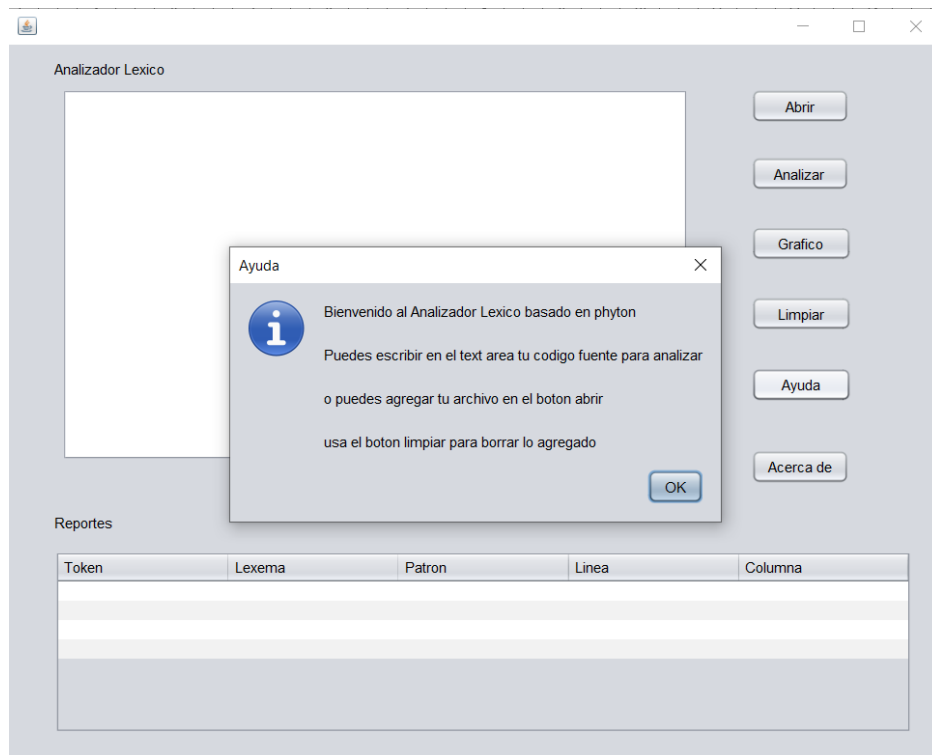 Analizador Lexico
Abrir
Analizar
Grafico
Limpiar
Ayuda
Acerca de
Ayuda
Bienvenido al Analizador Lexico basado en phyton
Puedes escribir en el text area tu codigo fuente para analizar
o puedes agregar tu archivo en el boton abrir
usa el boton limpiar para borrar lo agregado
OK
Reportes
Token Lexema Patron Linea Columna